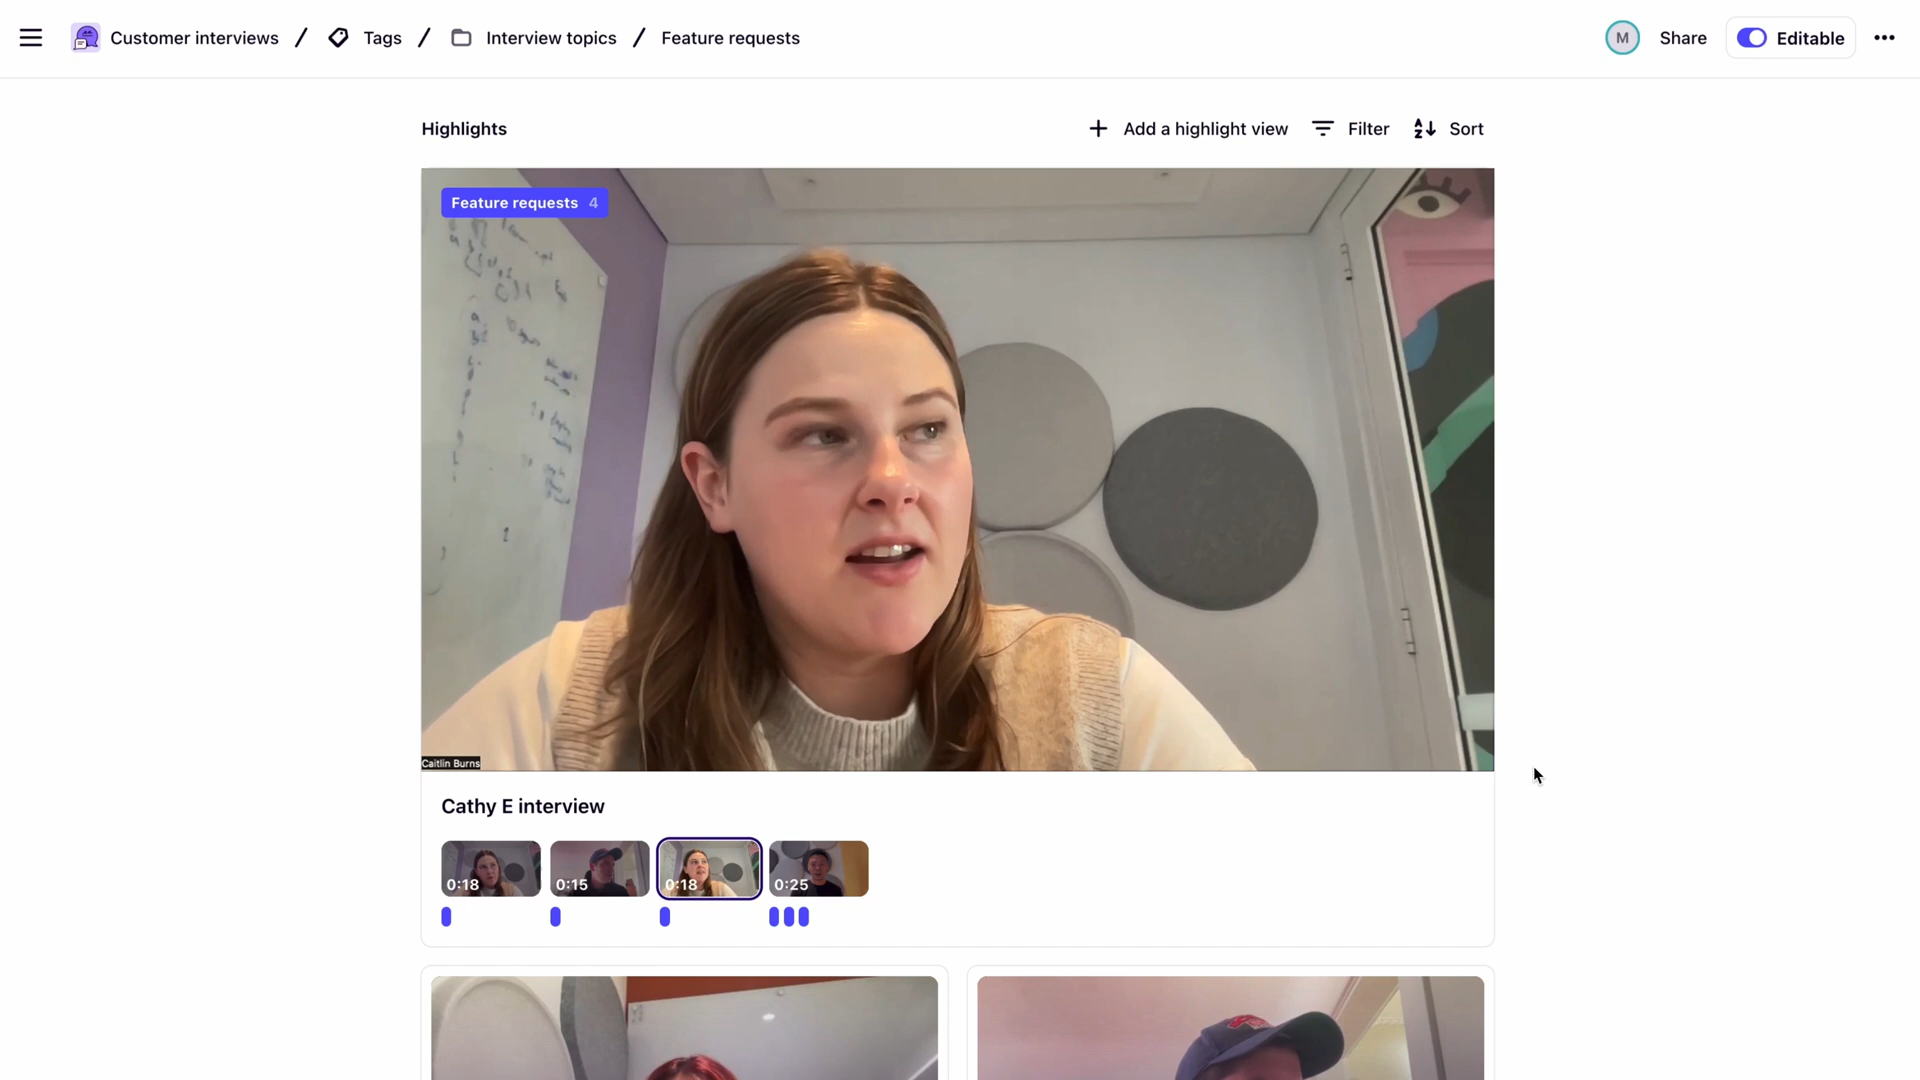 Customer interviews / Tags / Interview topics / Feature requests
M Share Editable
Highlights
Add a highlight view Filter Sort
Feature requests 4
Caitlin Burns
Cathy E interview
0:18 0:15 0:18 0:25